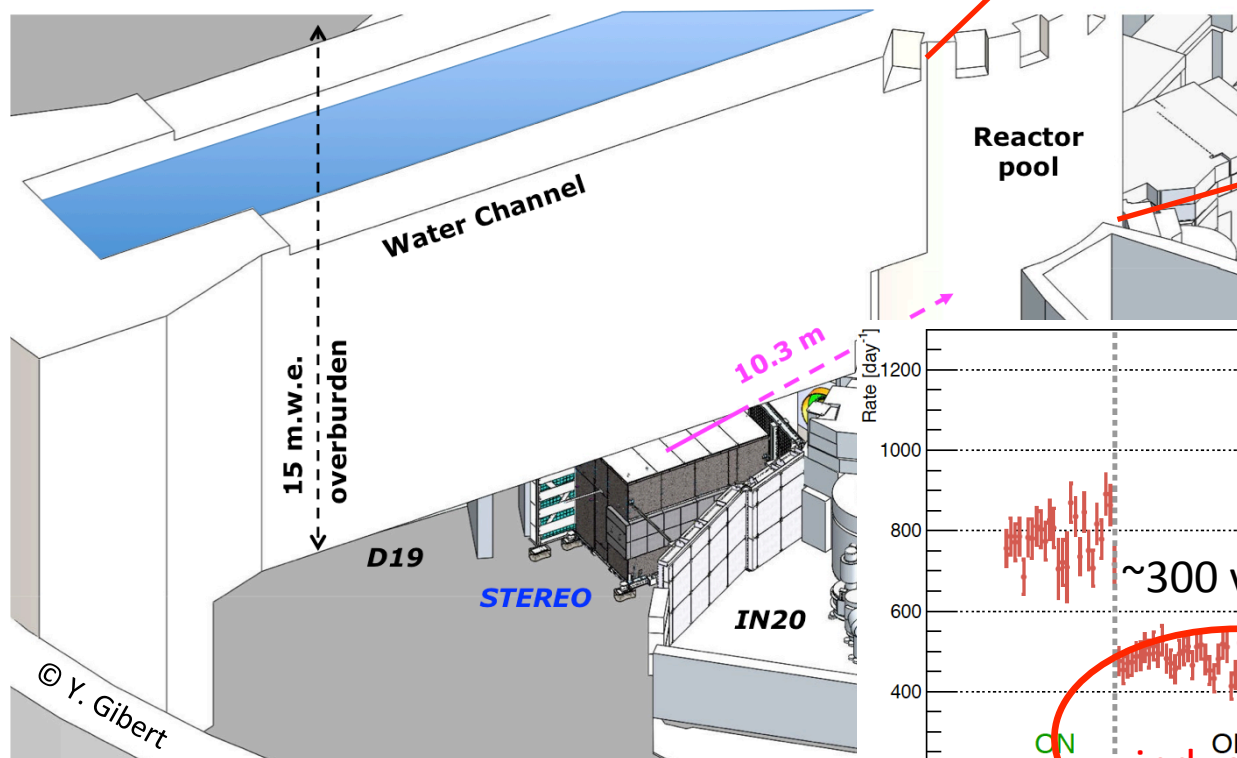 Reactor
pool
Water Channel
15 m.w.e.
overburden
10.3 m
D19
STEREO
IN20
© Y. Gibert
Rate [day⁻¹]
1200
1000
800
~300
600
400
ON